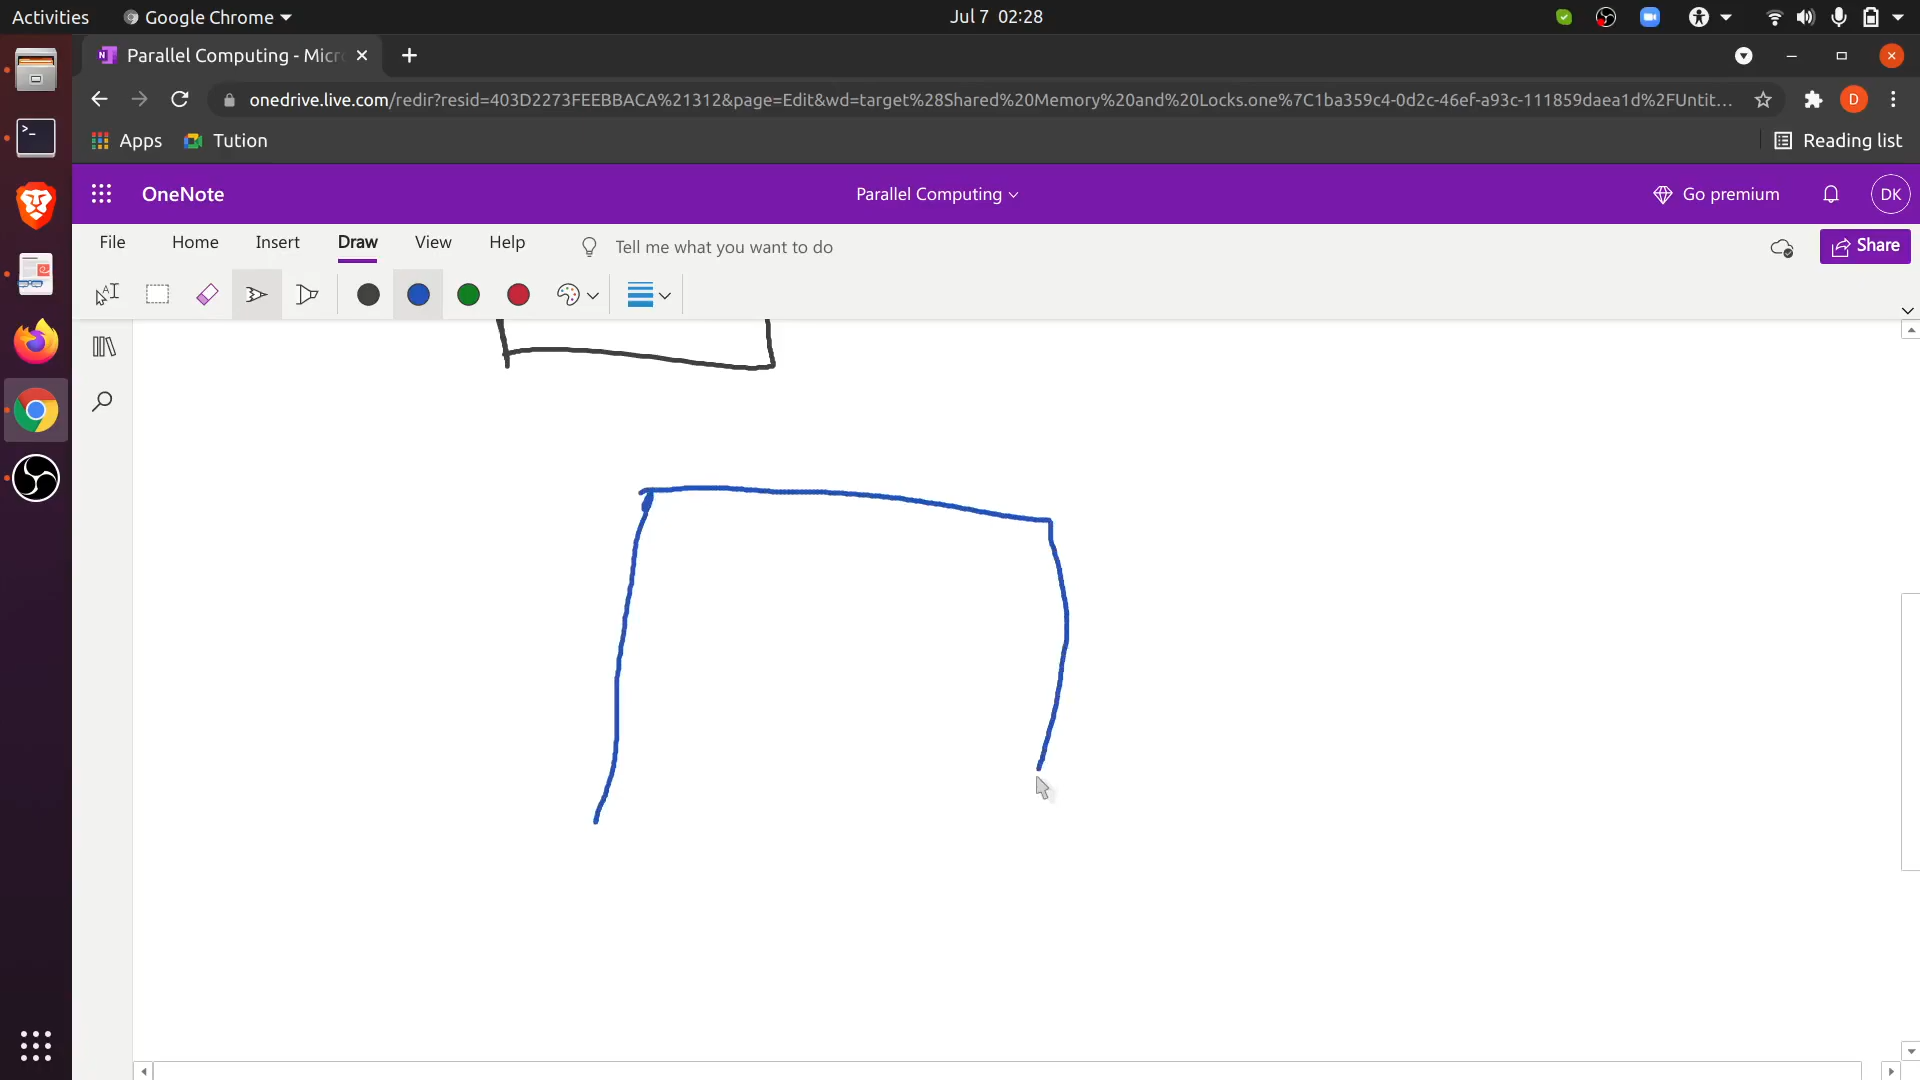 Activities
Google Chrome
Jul 7 02:28
Parallel Computing - Micr
onedrive.live.com/redir?resid=403D2273FEEBBACA%21312&page=Edit&wd=target%28Shared%20Memory%20and%20Locks.one%7C1ba359c4-0d2c-46ef-a93c-111859daea1d%2FUntit...
D
Apps
Tution
Reading list
OneNote
Parallel Computing
Go premium
DK
File
Home
Insert
Draw
View
Help
Tell me what you want to do
Share